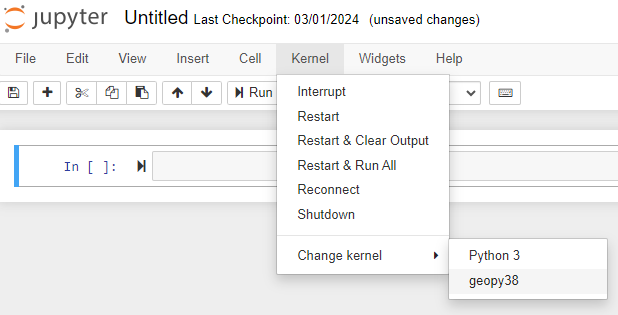 jupyter Untitled Last Checkpoint: 03/01/2024 (unsaved changes)
File Edit View Insert Cell Kernel Widgets Help
Run
Interrupt
Restart
Restart & Clear Output
Restart & Run All
Reconnect
Shutdown
Change kernel
Python 3
geopy38
In [ ]: